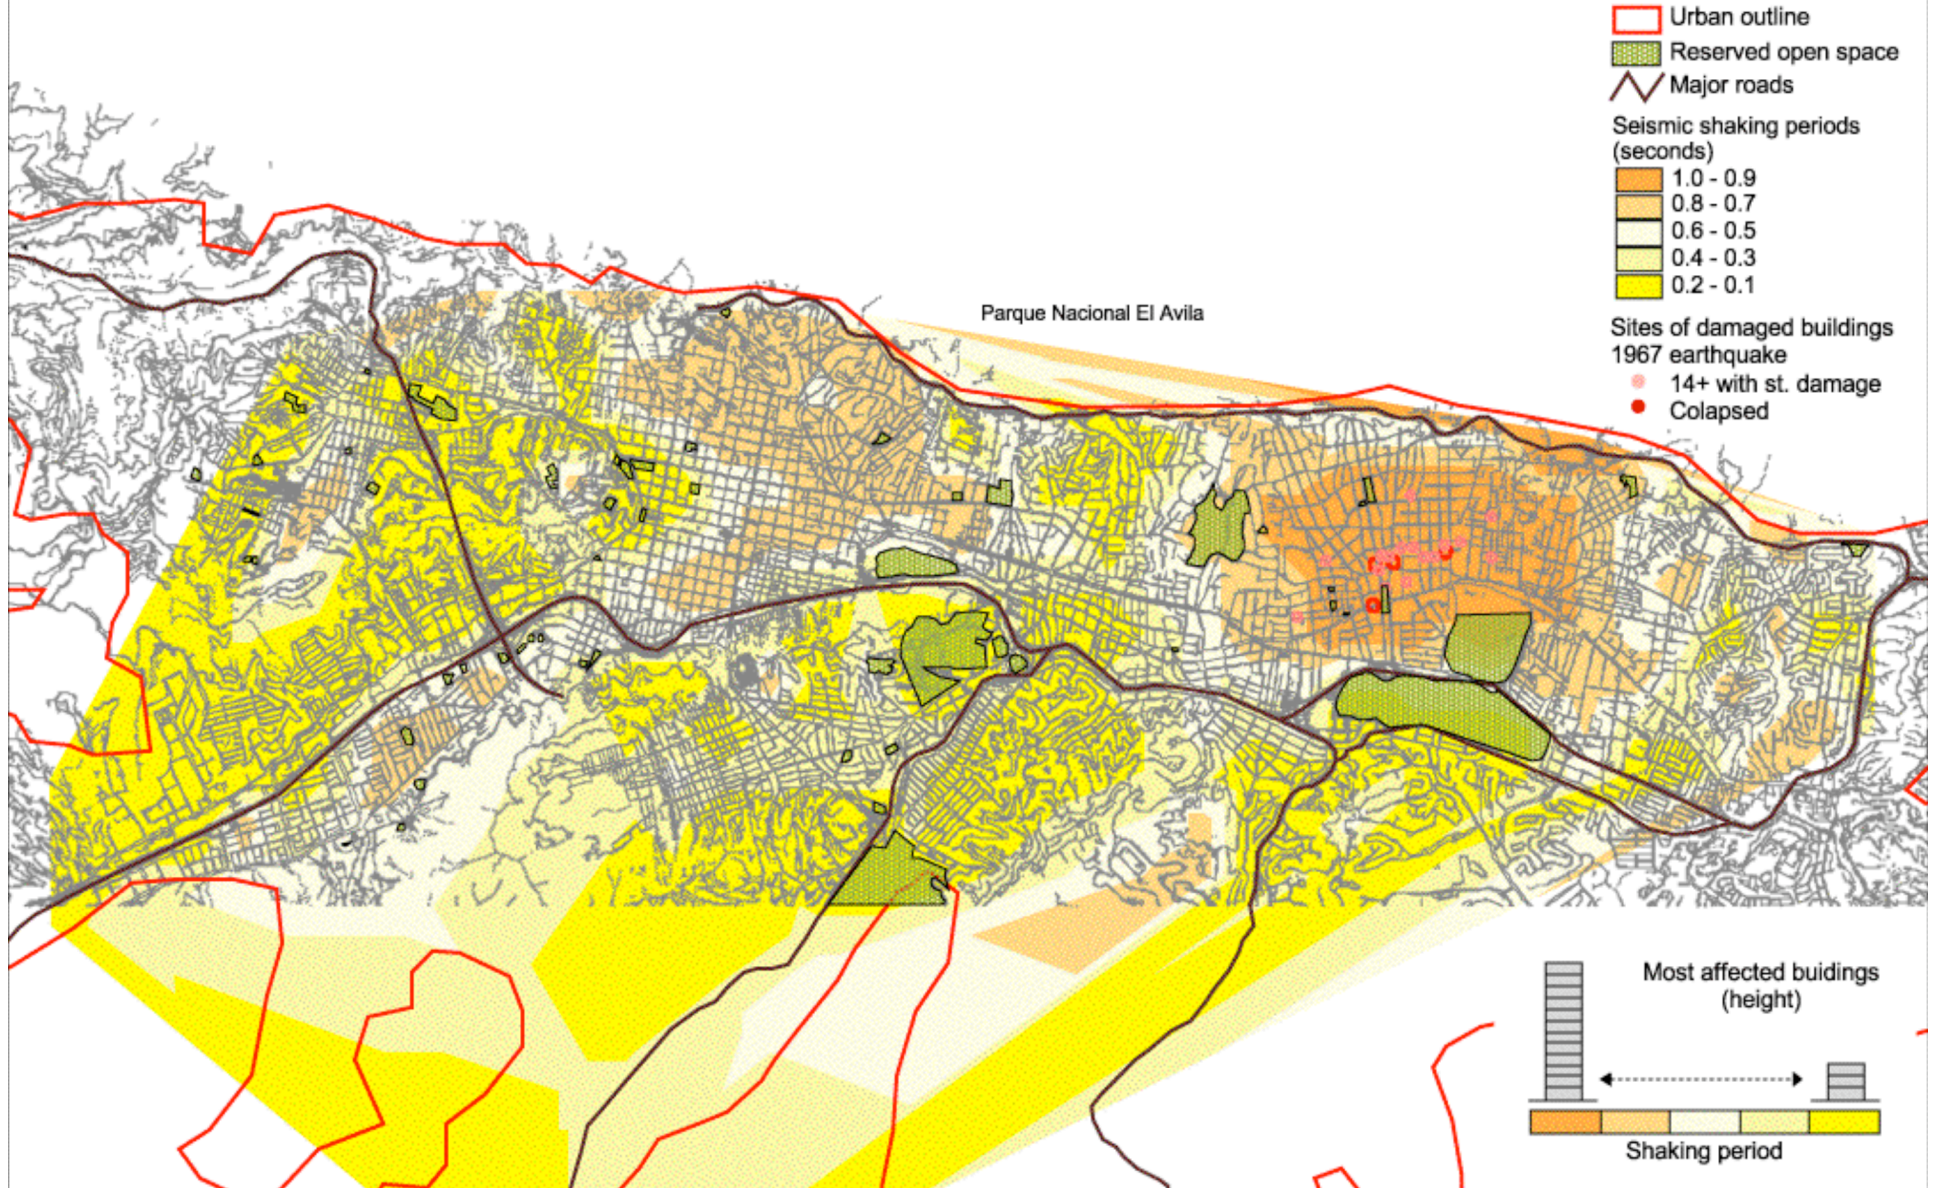 Urban outline
Reserved open space
Major roads
Seismic shaking periods
(seconds)
1.0 - 0.9
0.8 - 0.7
0.6 - 0.5
0.4 - 0.3
0.2 - 0.1
Sites of damaged buildings
1967 earthquake
14+ with st. damage
Colapsed
Parque Nacional El Avila
Most affected buidings
(height)
Shaking period